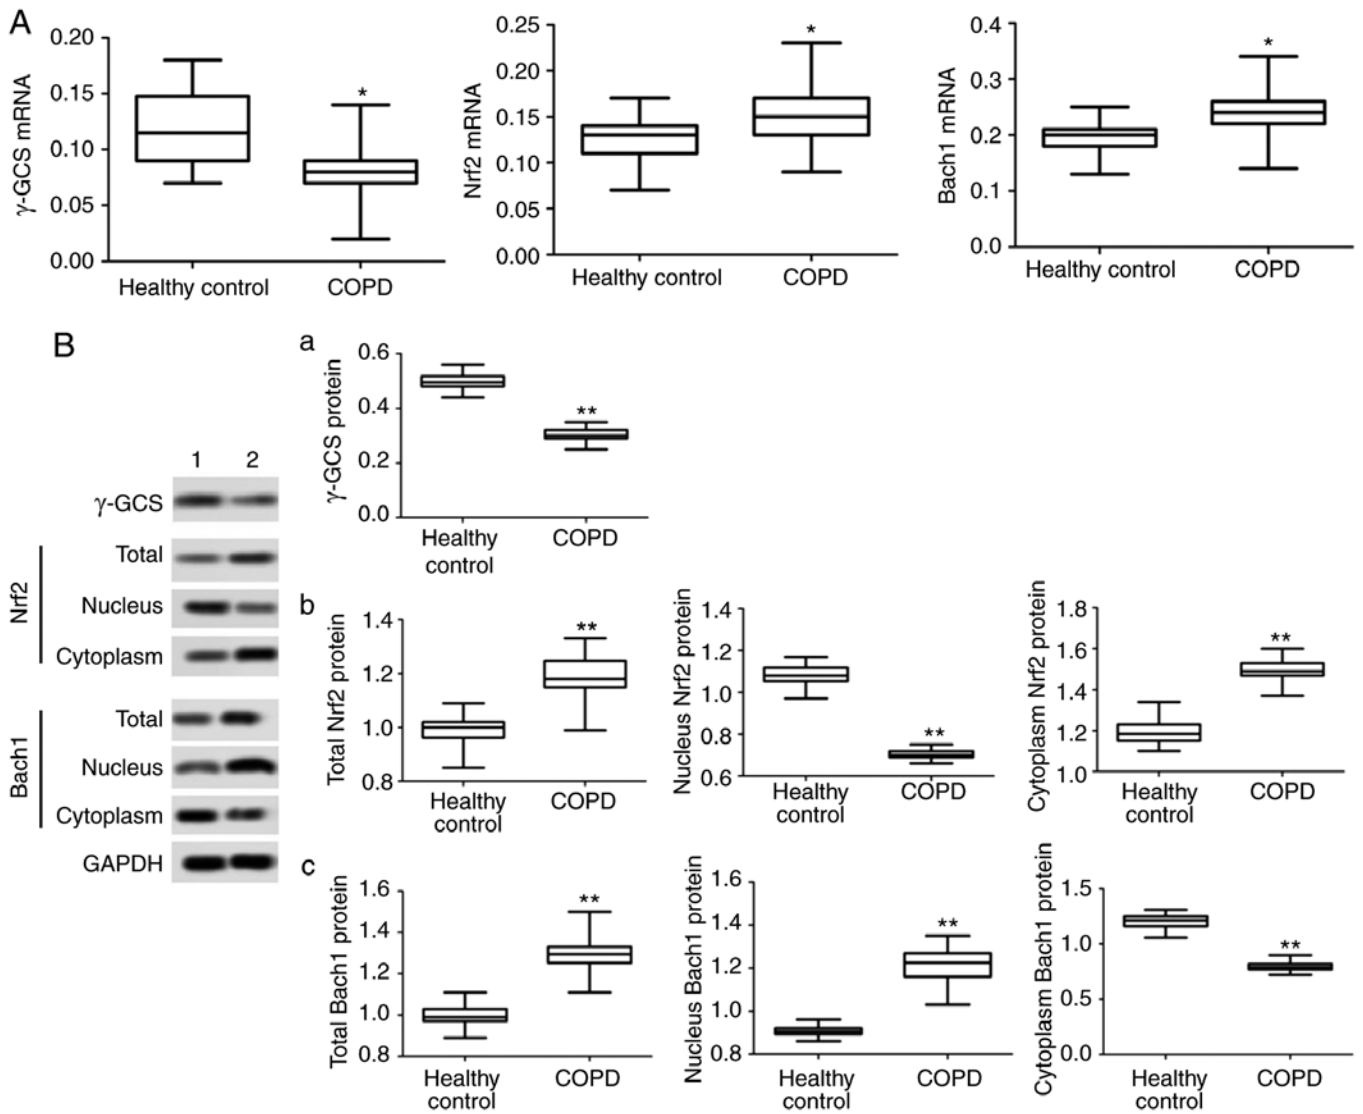 A
γ-GCS mRNA
0.20
0.15
0.10
0.05
0.00
*
Healthy control
COPD
Nrf2 mRNA
0.25
0.20
0.15
0.10
0.05
0.00
*
Healthy control
COPD
Bach1 mRNA
0.4
0.3
0.2
0.1
0.0
*
Healthy control
COPD
B
1 2
γ-GCS
Nrf2
Total
Nucleus
Cytoplasm
Bach1
Total
Nucleus
Cytoplasm
GAPDH
a
γ-GCS protein
0.6
0.4
0.2
0.0
**
Healthy
control
COPD
b
Total Nrf2 protein
1.4
1.2
1.0
0.8
**
Healthy
control
COPD
Nucleus Nrf2 protein
1.4
1.2
1.0
0.8
0.6
**
Healthy
control
COPD
Cytoplasm Nrf2 protein
1.8
1.6
1.4
1.2
1.0
**
Healthy
control
COPD
c
Total Bach1 protein
1.6
1.4
1.2
1.0
0.8
**
Healthy
control
COPD
Nucleus Bach1 protein
1.6
1.4
1.2
1.0
0.8
**
Healthy
control
COPD
Cytoplasm Bach1 protein
1.5
1.0
0.5
0.0
**
Healthy
control
COPD